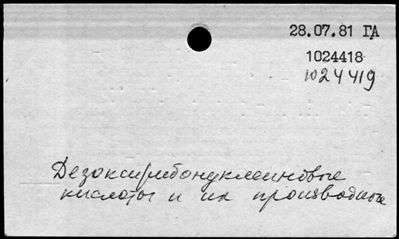 28.07.81 ГА
1024418
1024419
Дезоксирибонуклеиновые
кислоты и их производные